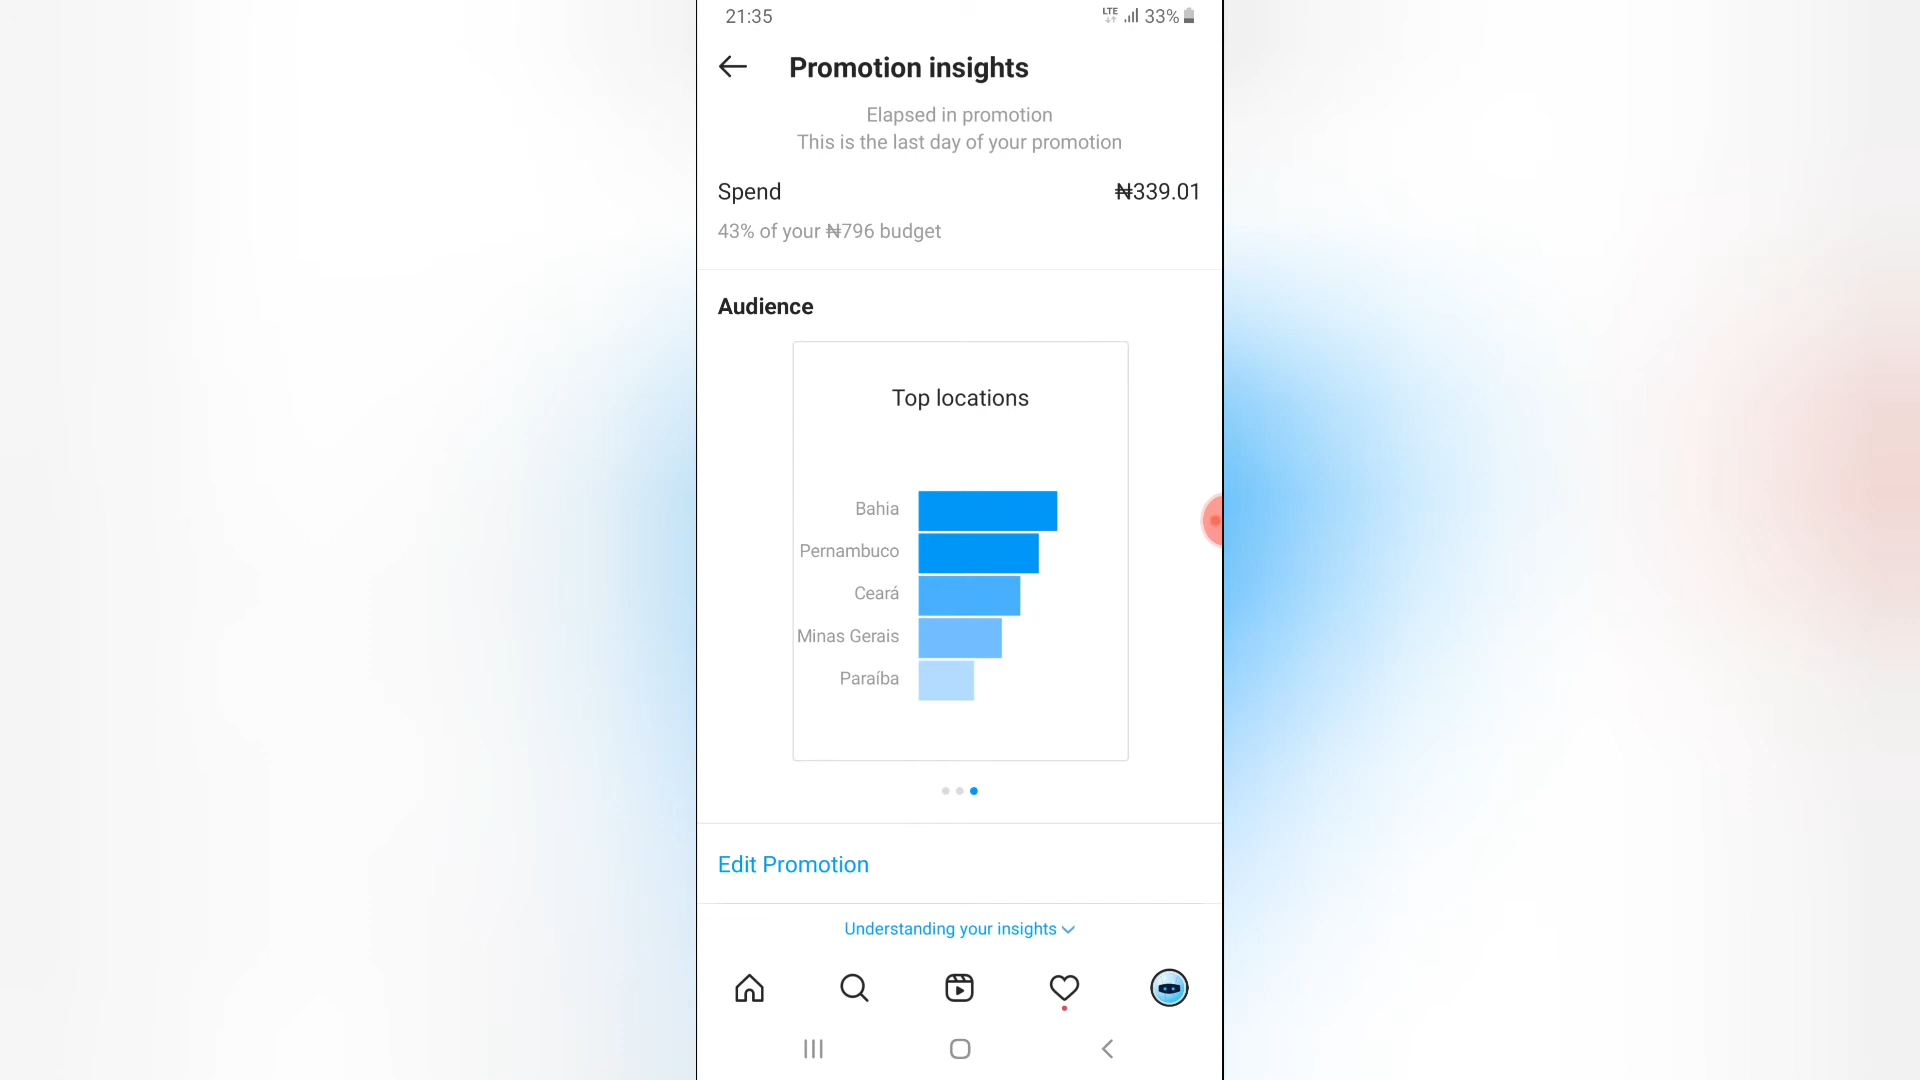 21:35
LTE 33%
Promotion insights
Elapsed in promotion
This is the last day of your promotion
Spend ₦339.01
43% of your ₦796 budget
Audience
Top locations
Bahia
Pernambuco
Ceará
Minas Gerais
Paraíba
Edit Promotion
Understanding your insights